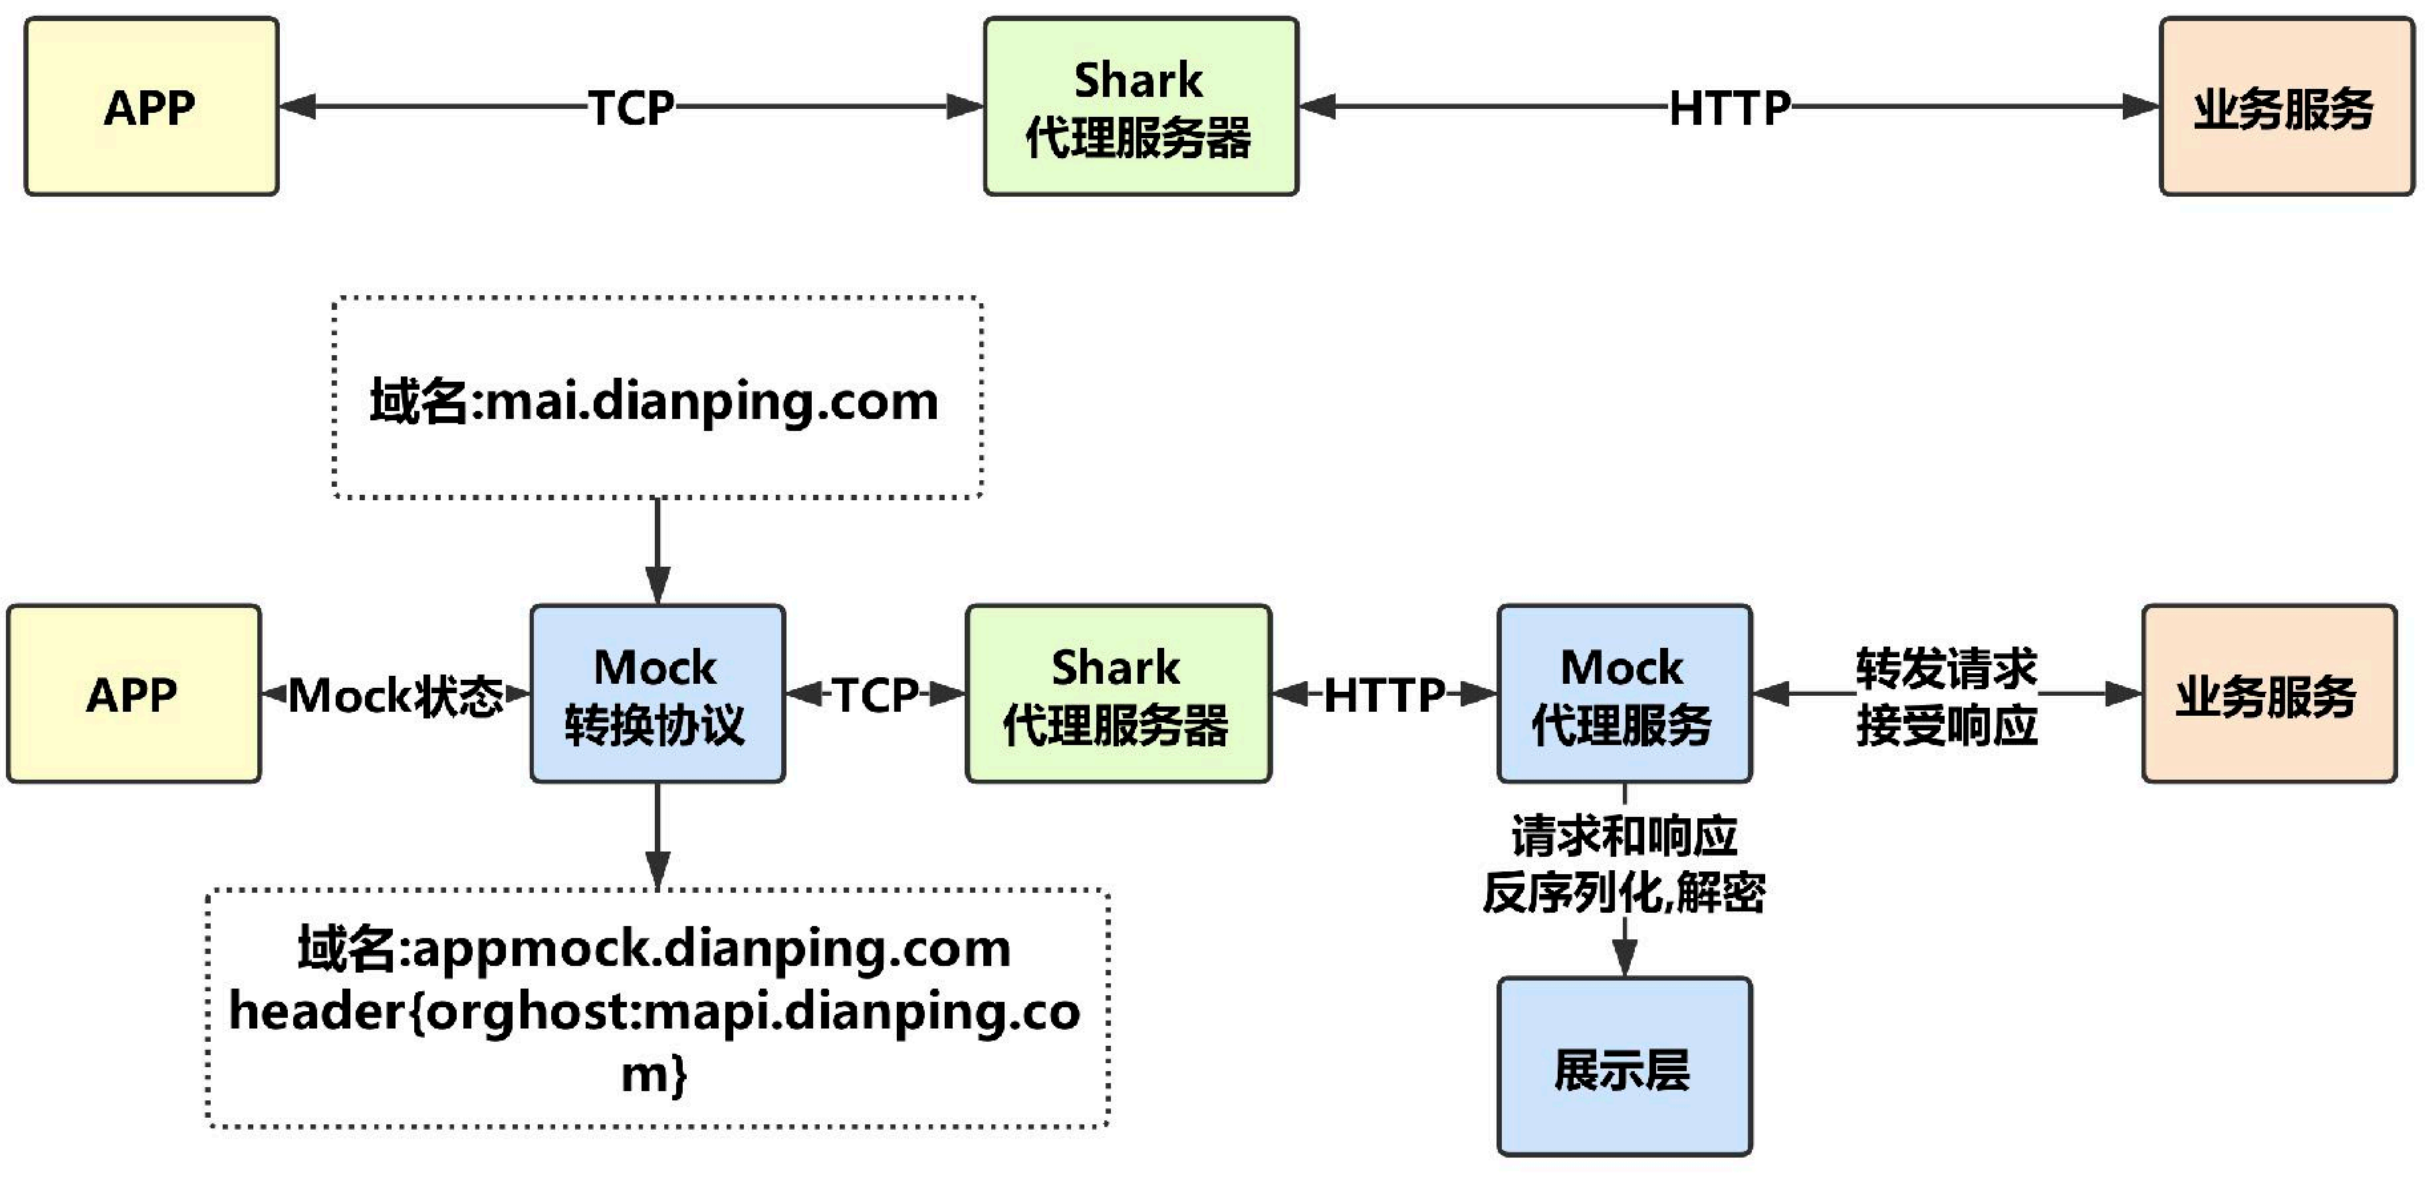 APP
TCP
Shark
代理服务器
HTTP
业务服务
域名:mai.dianping.com
APP
Mock状态
Mock
转换协议
TCP
Shark
代理服务器
HTTP
Mock
代理服务
转发请求
接受响应
业务服务
请求和响应
反序列化,解密
域名:appmock.dianping.com
header{orghost:mapi.dianping.co
m}
展示层